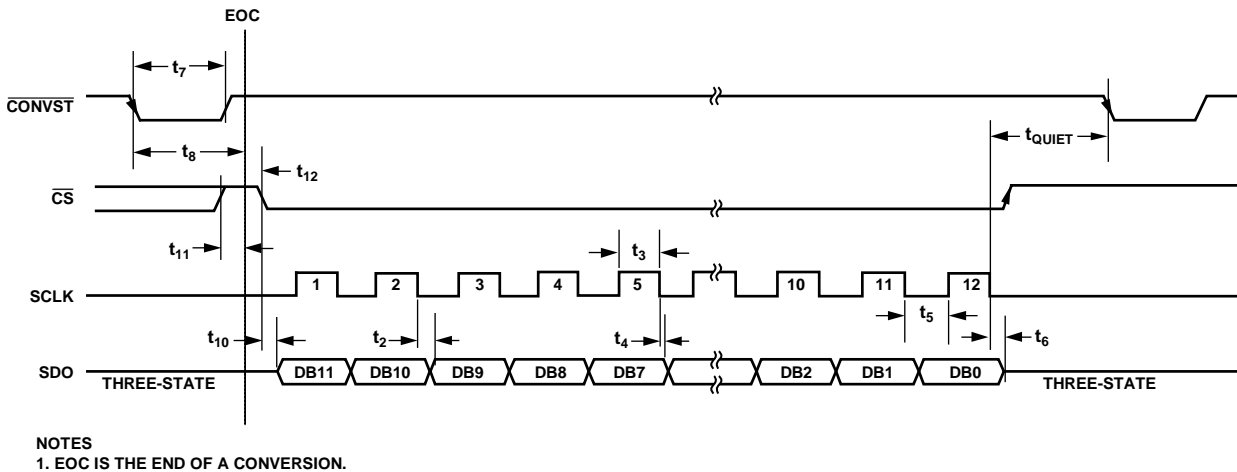 EOC
t7
CONVST
t8
tQUIET
t12
CS
t11
t3
SCLK 1 2 3 4 5 10 11 12
t10 t2 t4 t5 t6
SDO THREE-STATE DB11 DB10 DB9 DB8 DB7 DB2 DB1 DB0 THREE-STATE
NOTES
1. EOC IS THE END OF A CONVERSION.